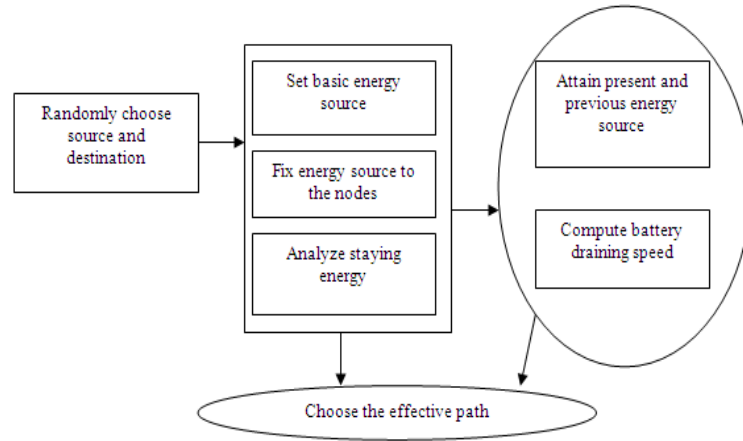 Randomly choose
source and
destination
Set basic energy
source
Fix energy source to
the nodes
Analyze staying
energy
Attain present and
previous energy
source
Compute battery
draining speed
Choose the effective path